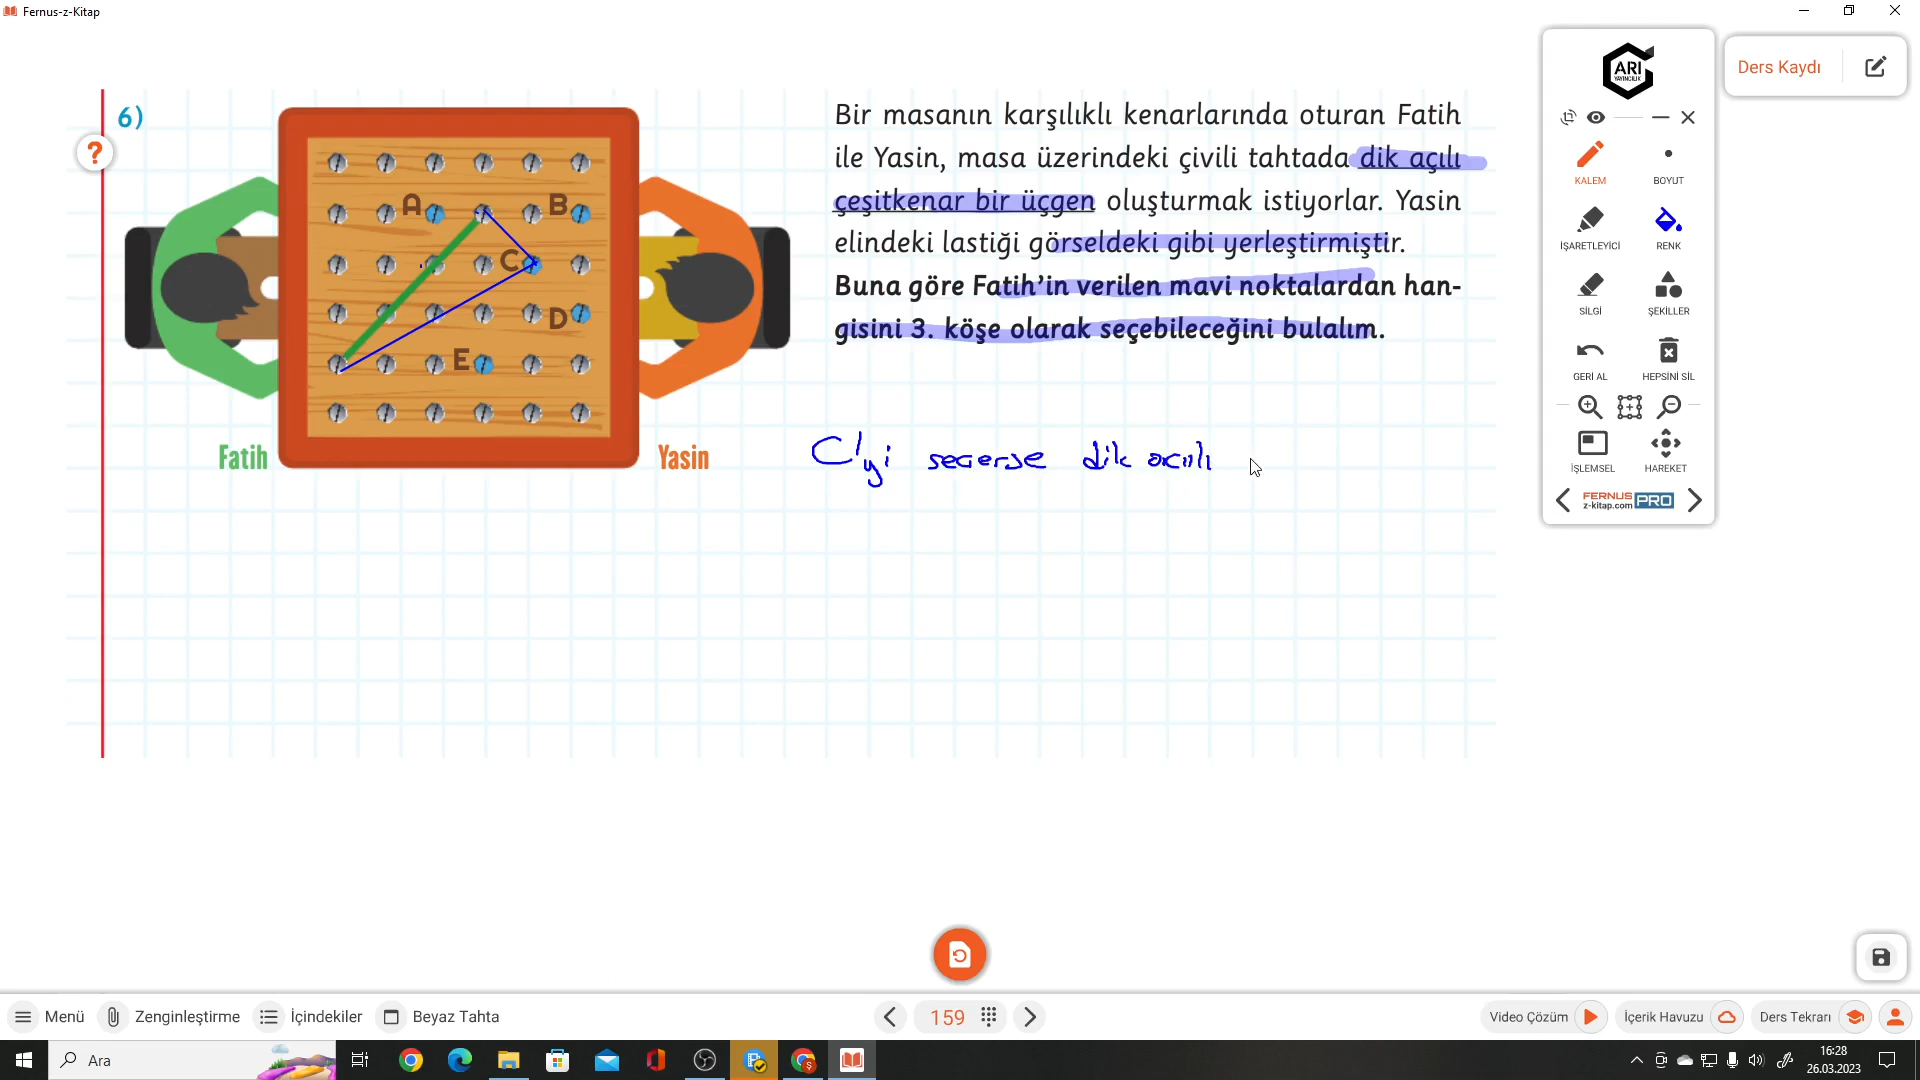 Fernus-z-Kitap
ARI
YAYINCILIK
Ders Kaydı
KALEM
BOYUT
İŞARETLEYİCİ
RENK
SİLGİ
ŞEKİLLER
GERİ AL
HEPSİNİ SİL
İŞLEMSEL
HAREKET
FERNUS
z-kitap.com PRO
6)
?
A
B
C
D
E
Fatih
Yasin
Bir masanın karşılıklı kenarlarında oturan Fatih
ile Yasin, masa üzerindeki çivili tahtada dik açılı
çeşitkenar bir üçgen oluşturmak istiyorlar. Yasin
elindeki lastiği görseldeki gibi yerleştirmiştir.
Buna göre Fatih'in verilen mavi noktalardan han-
gisini 3. köşe olarak seçebileceğini bulalım.
C'yi seçerse dik açılı
Menü
Zenginleştirme
İçindekiler
Beyaz Tahta
159
Video Çözüm
İçerik Havuzu
Ders Tekrarı
Ara
16:28
26.03.2023